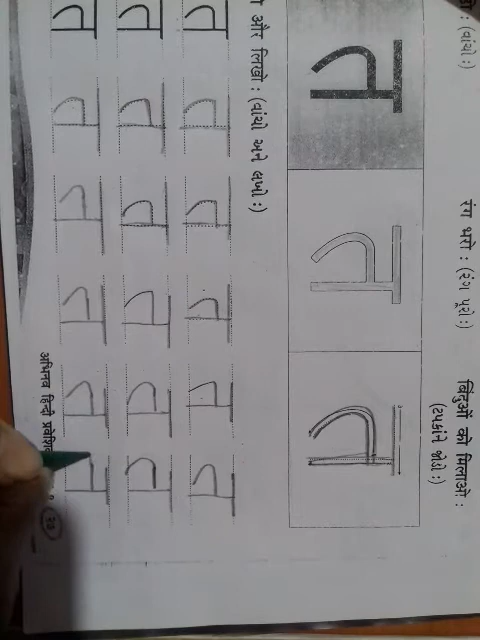 : (વાંચો :)
रंग भरो : (રંગ પૂરો :)
बिंदुओं को मिलाओ :
(ટપકાંને જોડો :)
त त त
और लिखो : (વાંચો અને લખો :)
त त त त त त
त त त त त त
त त त त त त
अभिनव हिन्दी